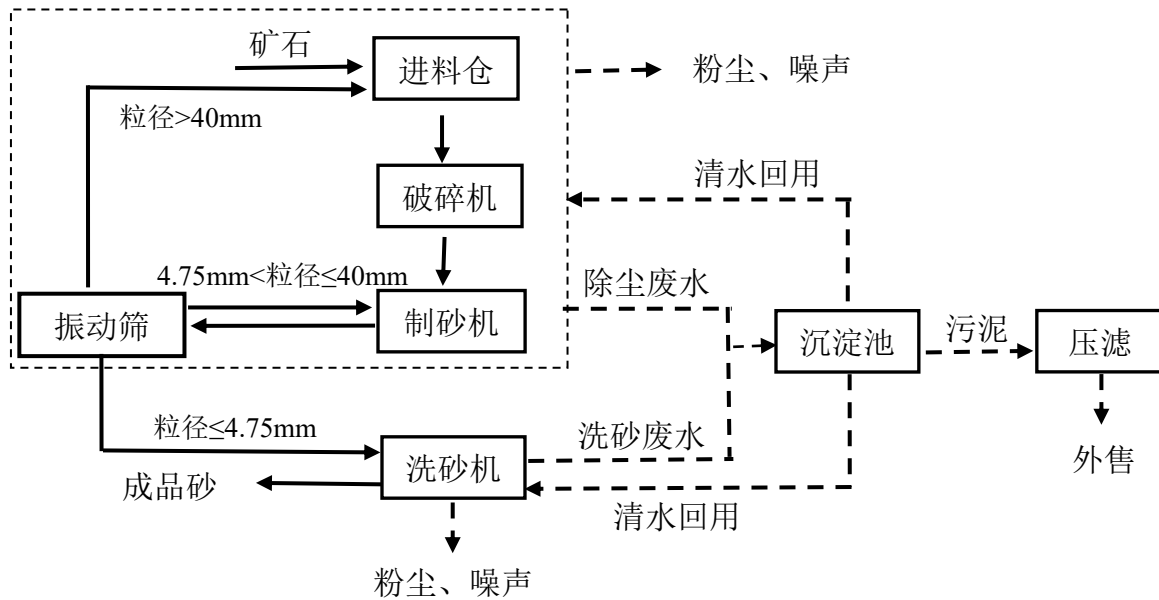 矿石
进料仓
粉尘、噪声
粒径>40mm
破碎机
清水回用
4.75mm<粒径≤40mm
除尘废水
振动筛
制砂机
沉淀池
污泥
压滤
粒径≤4.75mm
洗砂废水
外售
成品砂
洗砂机
清水回用
粉尘、噪声